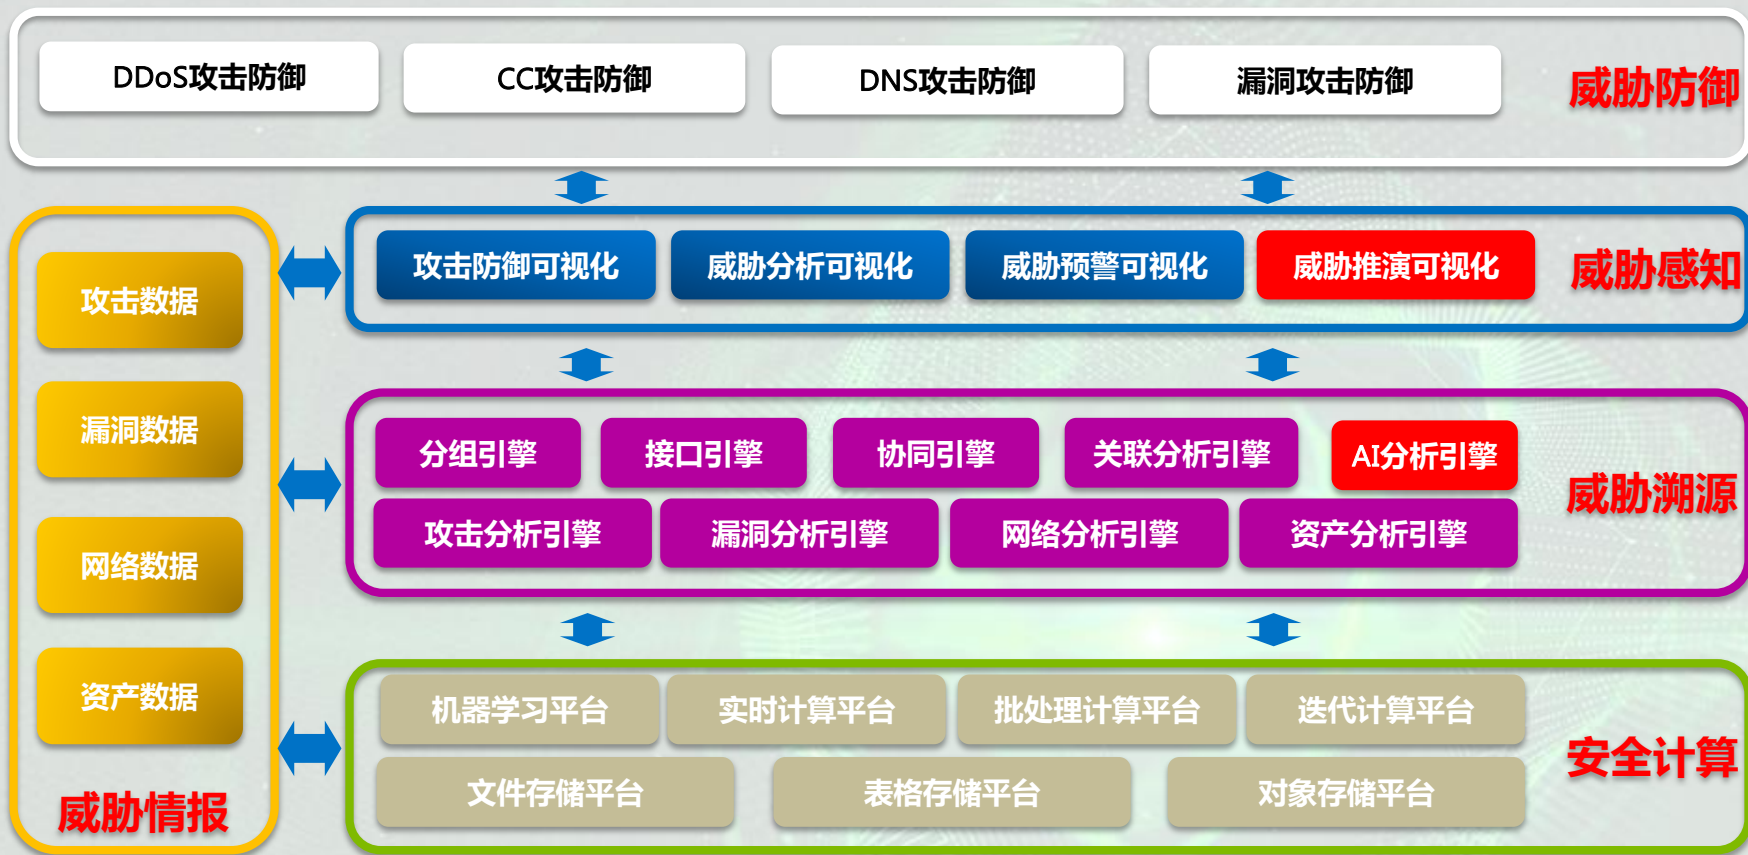 DDoS攻击防御
CC攻击防御
DNS攻击防御
漏洞攻击防御
威胁防御
攻击数据
漏洞数据
网络数据
资产数据
威胁情报
攻击防御可视化
威胁分析可视化
威胁预警可视化
威胁推演可视化
威胁感知
分组引擎
接口引擎
协同引擎
关联分析引擎
AI分析引擎
攻击分析引擎
漏洞分析引擎
网络分析引擎
资产分析引擎
威胁溯源
机器学习平台
实时计算平台
批处理计算平台
迭代计算平台
文件存储平台
表格存储平台
对象存储平台
安全计算